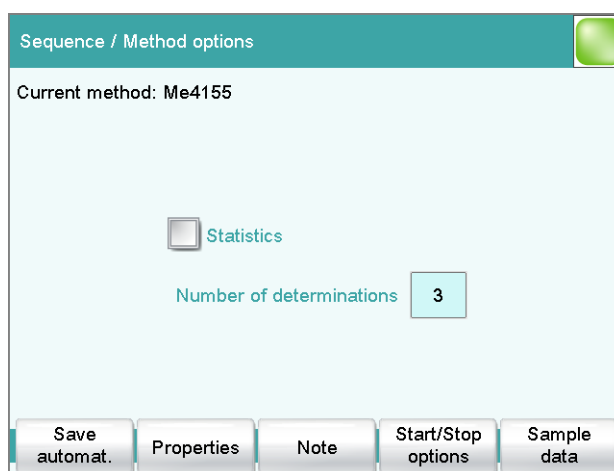 Sequence / Method options
Current method: Me4155
Statistics
Number of determinations 3
Save
automat.
Properties
Note
Start/Stop
options
Sample
data